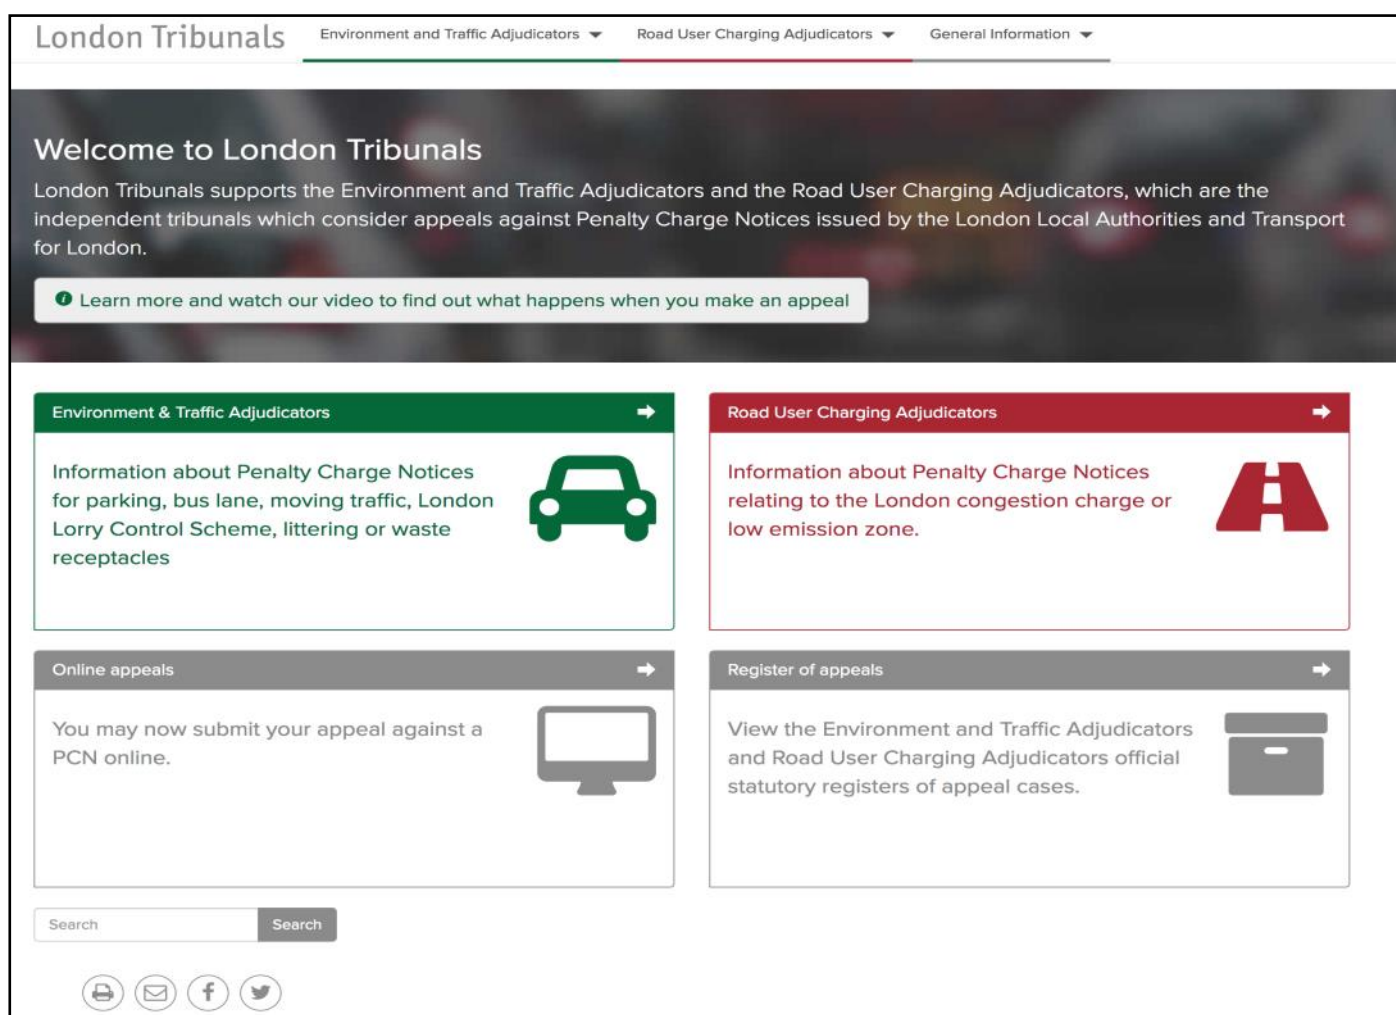 London Tribunals
Environment and Traffic Adjudicators
Road User Charging Adjudicators
General Information
Welcome to London Tribunals
London Tribunals supports the Environment and Traffic Adjudicators and the Road User Charging Adjudicators, which are the
independent tribunals which consider appeals against Penalty Charge Notices issued by the London Local Authorities and Transport
for London.
Learn more and watch our video to find out what happens when you make an appeal
Environment & Traffic Adjudicators
Information about Penalty Charge Notices
for parking, bus lane, moving traffic, London
Lorry Control Scheme, littering or waste
receptacles
Road User Charging Adjudicators
Information about Penalty Charge Notices
relating to the London congestion charge or
low emission zone.
Online appeals
You may now submit your appeal against a
PCN online.
Register of appeals
View the Environment and Traffic Adjudicators
and Road User Charging Adjudicators official
statutory registers of appeal cases.
Search
Search